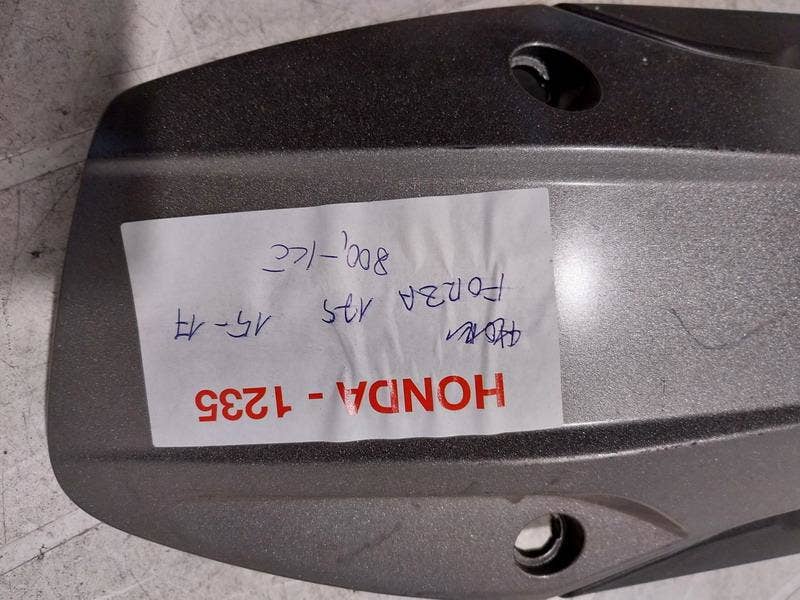 HONDA - 1235
FORZA 125 15-17
800,- Kč